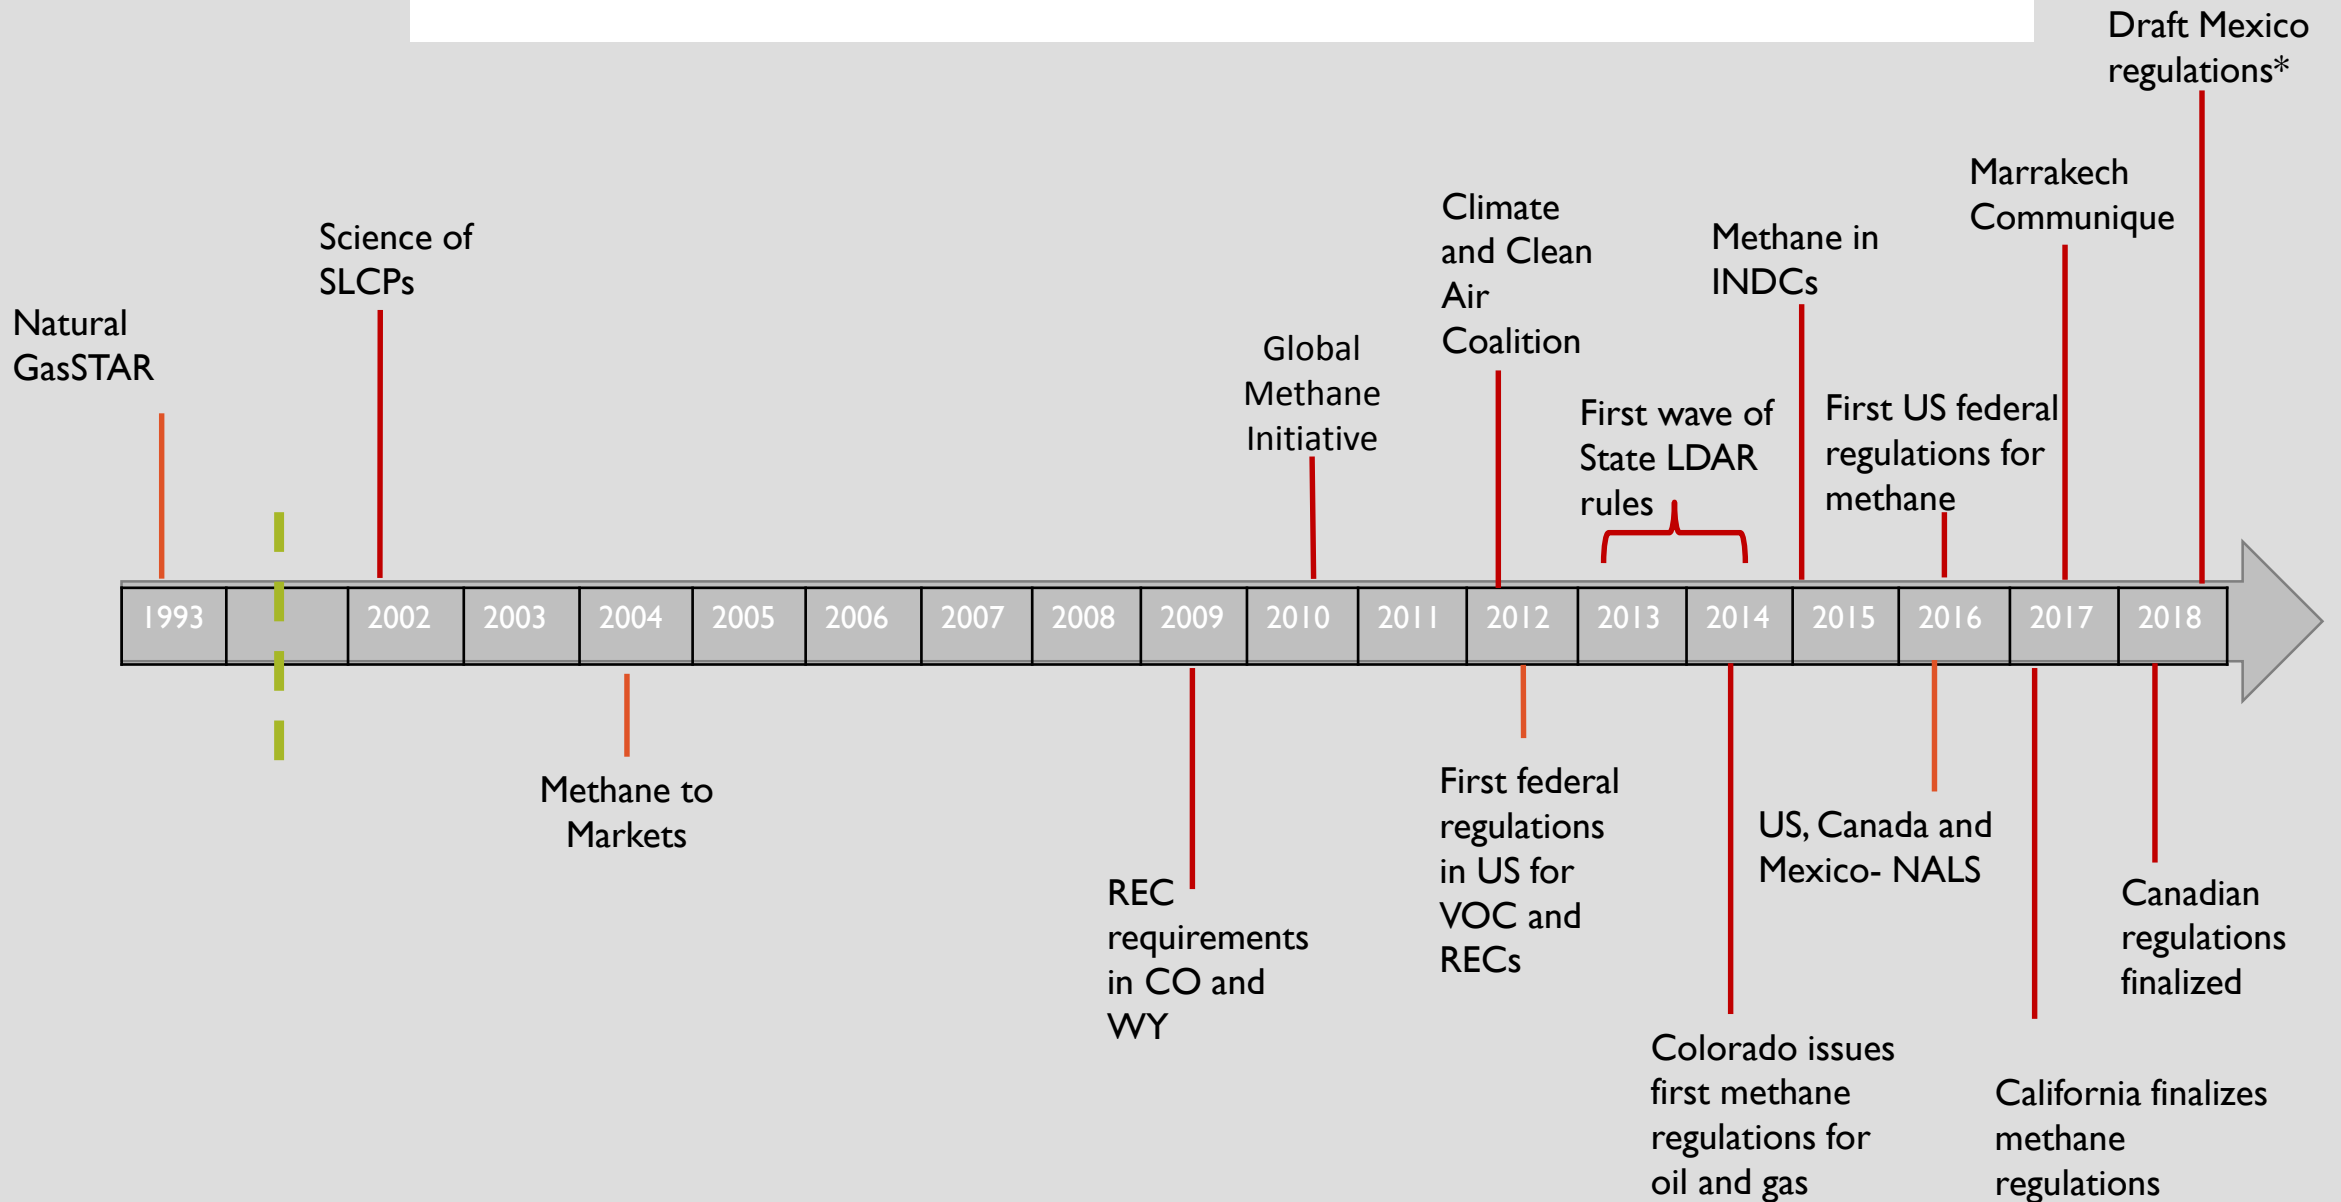 Draft Mexico
regulations*
Marrakech
Communique
Climate
and Clean
Air
Coalition
Methane in
INDCs
Science of
SLCPs
Natural
GasSTAR
Global
Methane
Initiative
First wave of
State LDAR
rules
First US federal
regulations for
methane
1993 2002 2003 2004 2005 2006 2007 2008 2009 2010 2011 2012 2013 2014 2015 2016 2017 2018
Methane to
Markets
REC
requirements
in CO and
WY
First federal
regulations
in US for
VOC and
RECs
Colorado issues
first methane
regulations for
oil and gas
US, Canada and
Mexico- NALS
California finalizes
methane
regulations
Canadian
regulations
finalized